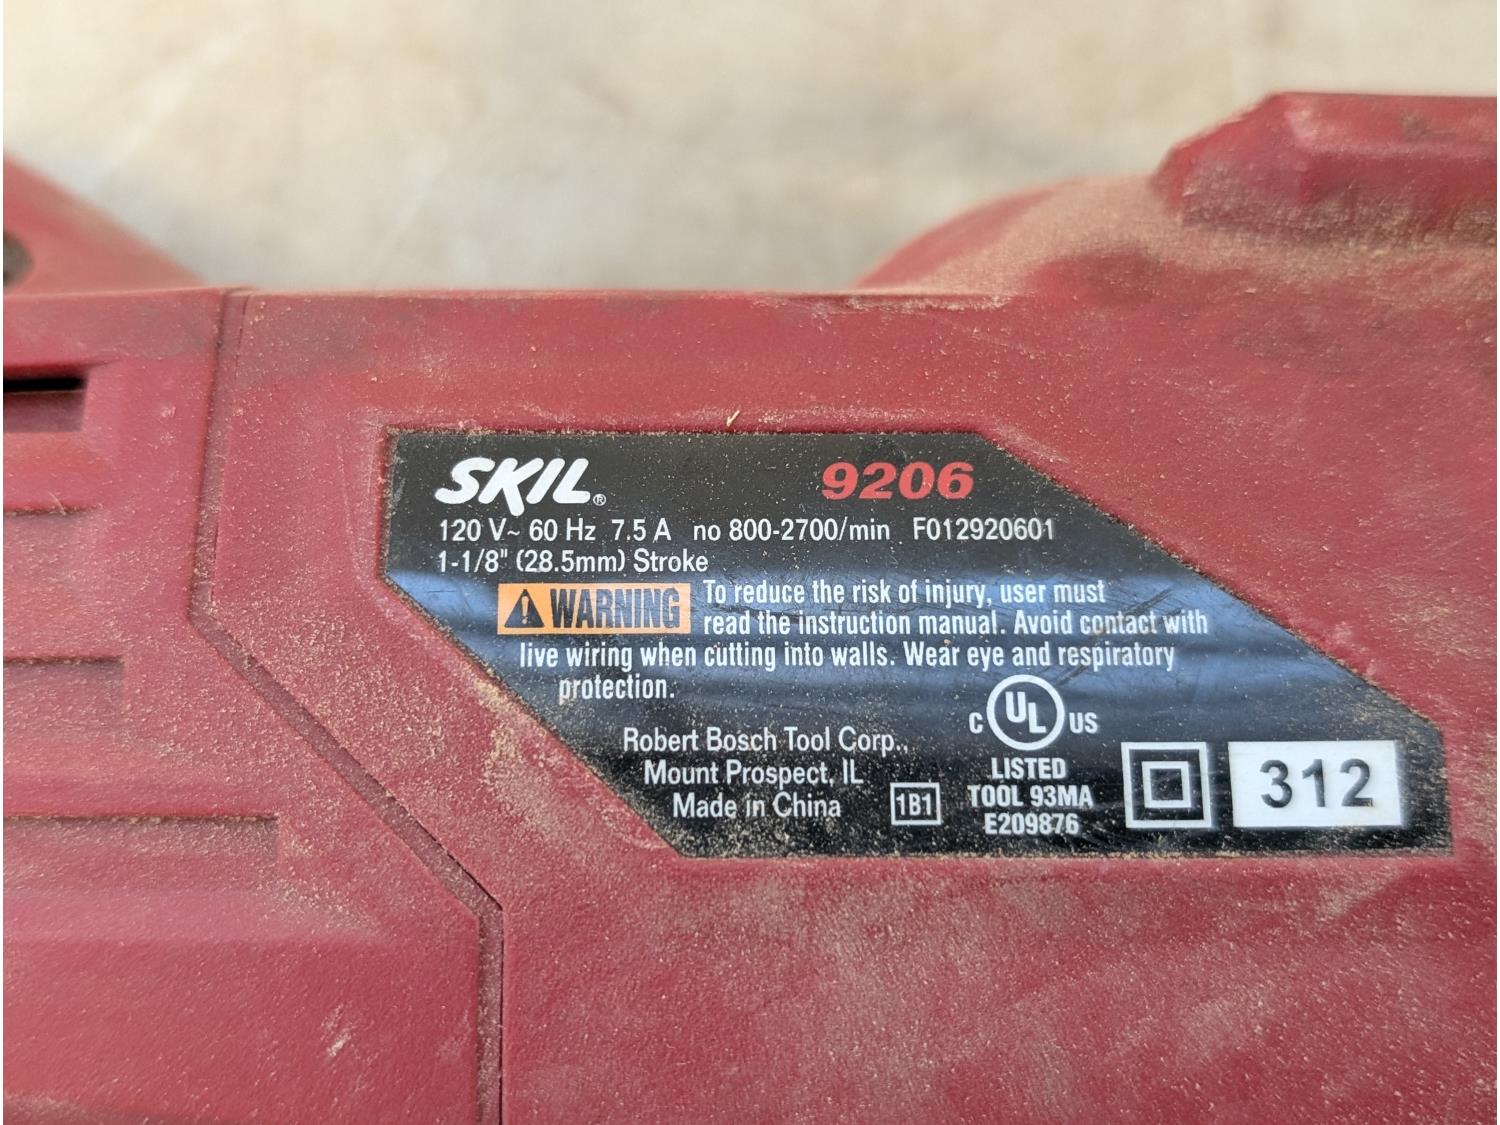 SKIL® 9206
120 V~ 60 Hz 7.5 A no 800-2700/min F012920601
1-1/8" (28.5mm) Stroke
WARNING To reduce the risk of injury, user must
read the instruction manual. Avoid contact with
live wiring when cutting into walls. Wear eye and respiratory
protection.
Robert Bosch Tool Corp.,
Mount Prospect, IL
Made in China
1B1
C UL US
LISTED
TOOL 93MA
E209876
312